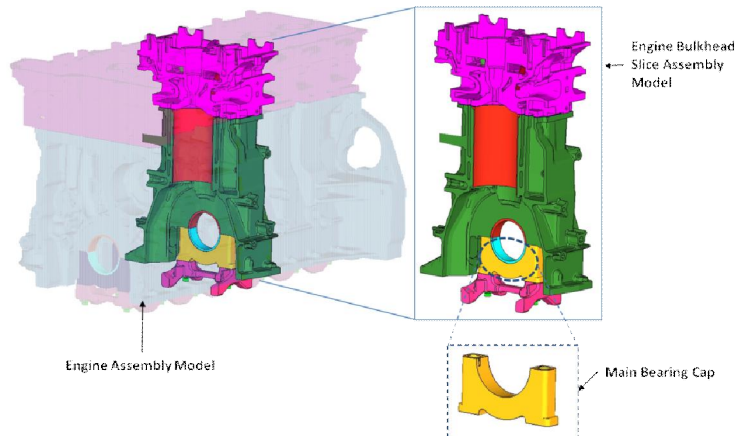 Engine Bulkhead
Slice Assembly
Model
Engine Assembly Model
Main Bearing Cap